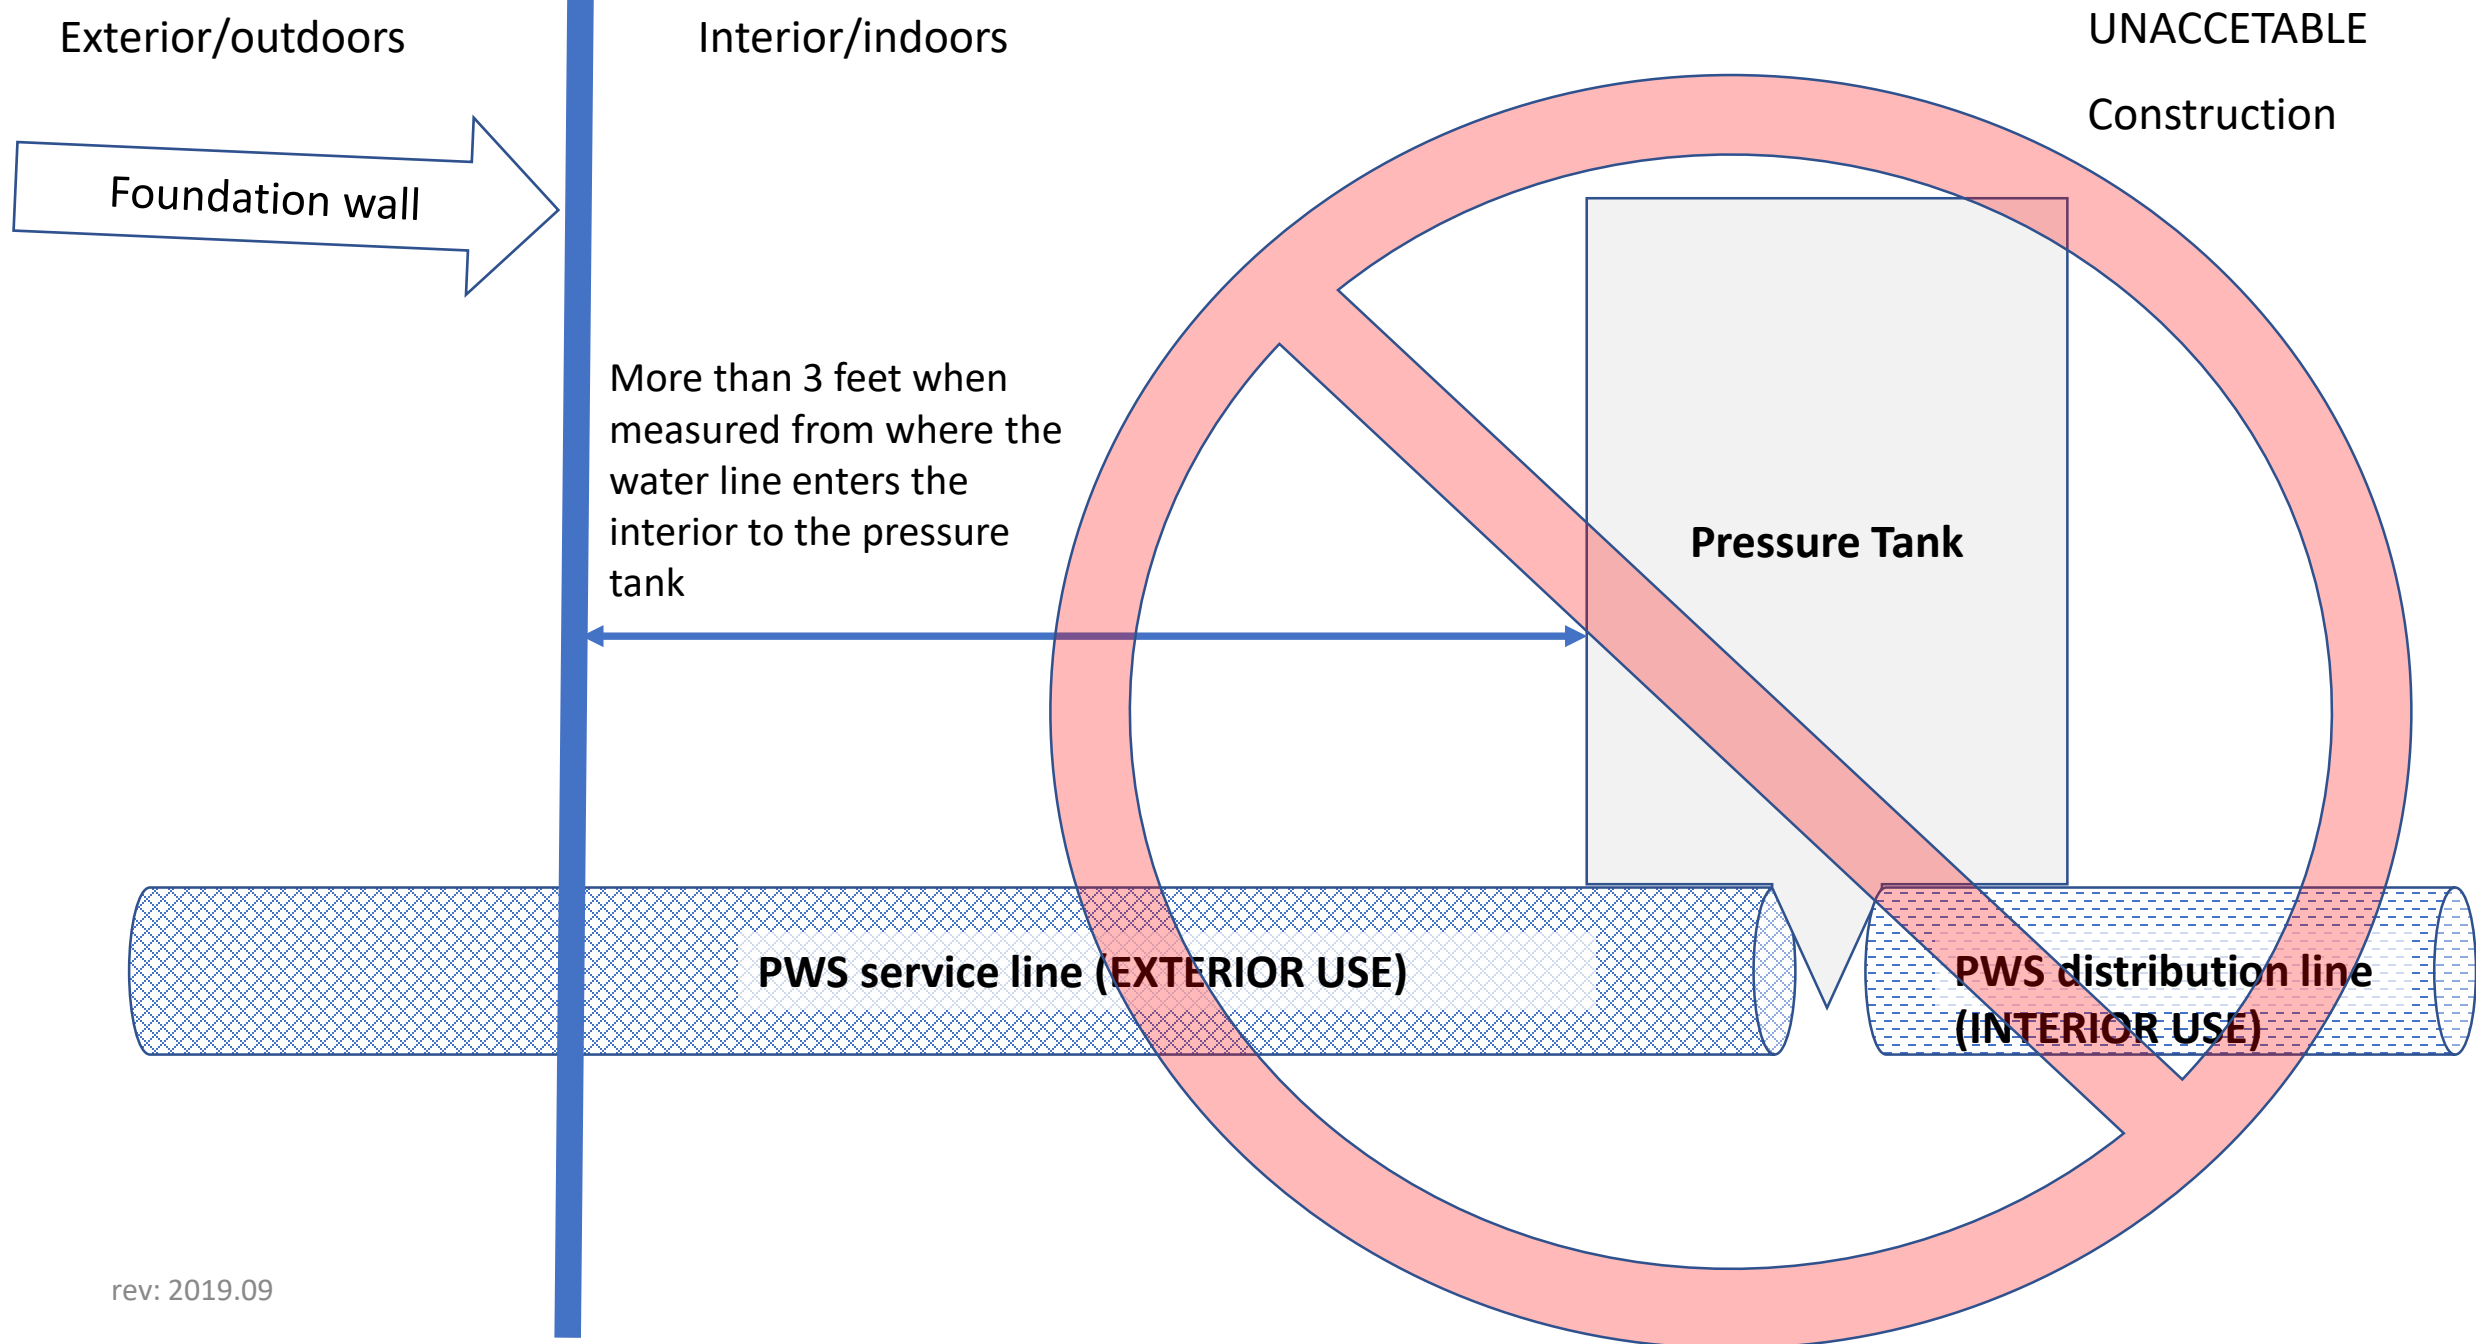 Exterior/outdoors
Interior/indoors
UNACCETABLE
Construction
Foundation wall
More than 3 feet when
measured from where the
water line enters the
interior to the pressure
tank
Pressure Tank
PWS service line (EXTERIOR USE)
PWS distribution line
(INTERIOR USE)
rev: 2019.09